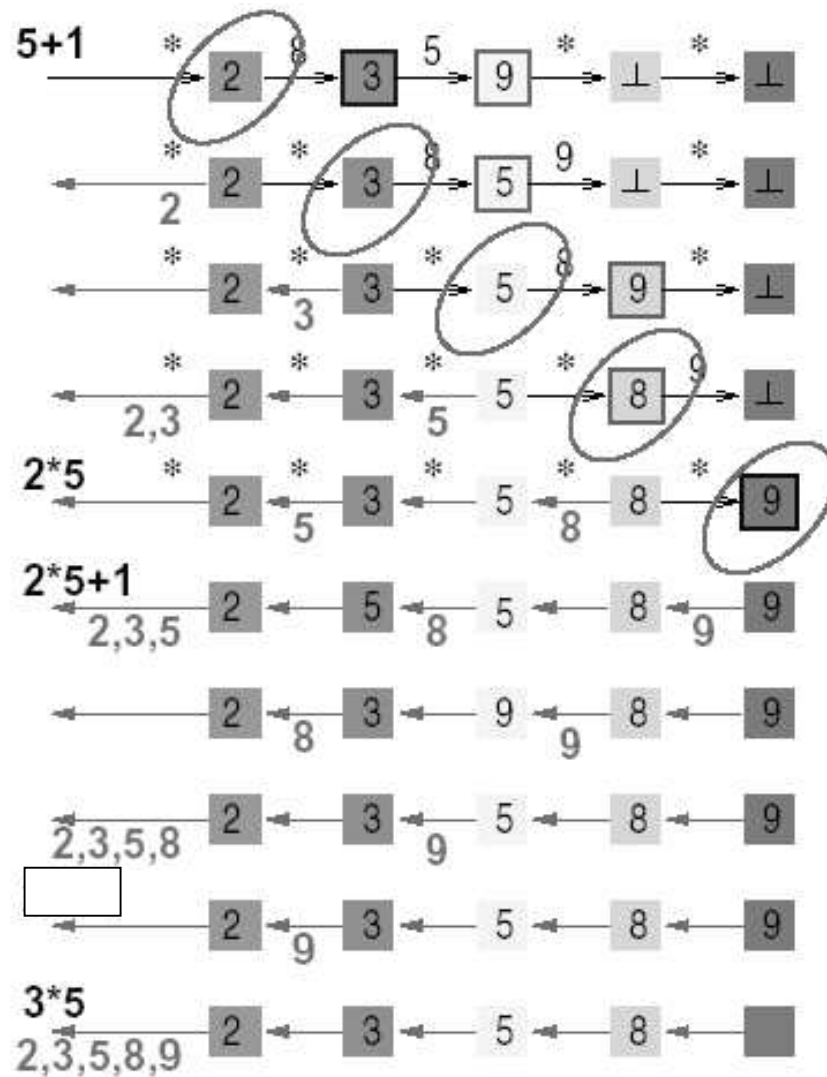 5+1 * 8 5 * *
2 3 9 ⊥ ⊥
* * 8 9 *
2 3 5 ⊥ ⊥
2
* * * 8 *
2 3 5 9 ⊥
3
* * * * 9
2 3 5 8 ⊥
2,3 5
2*5 * * * * *
2 3 5 8 9
5 8
2*5+1
2 5 5 8 9
2,3,5 8 9
2 3 9 8 9
8 9
2 3 5 8 9
2,3,5,8 9
2 3 5 8 9
9
3*5
2 3 5 8
2,3,5,8,9